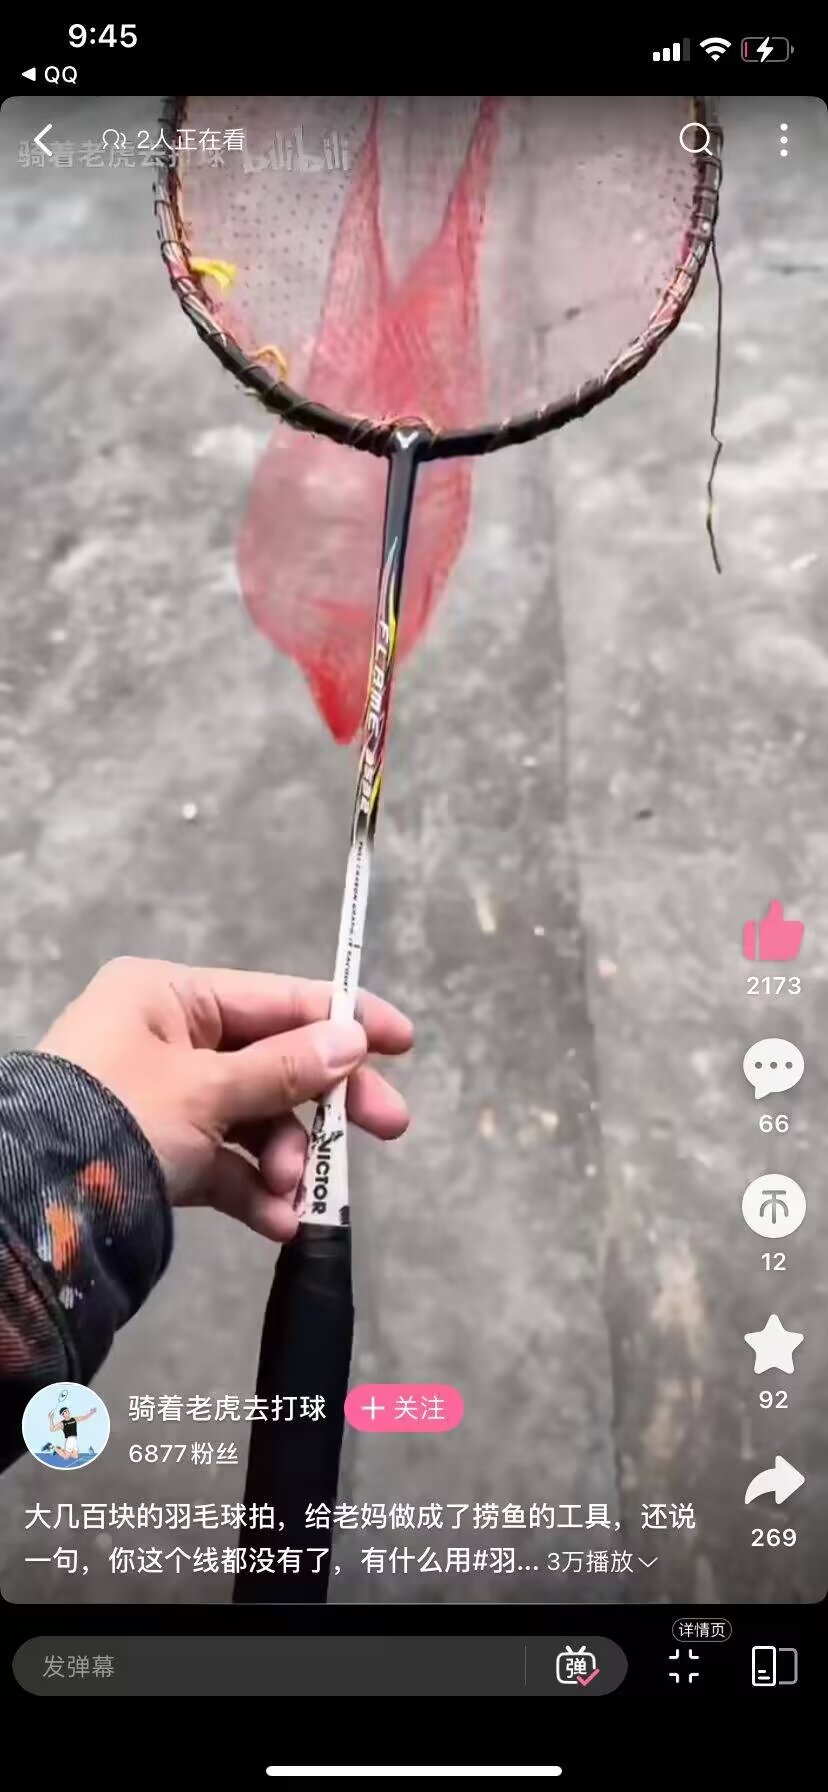 9:45
QQ
2人正在看
骑着老虎去打球 bilibili
FLAME
VICTOR
2173
66
12
92
269
骑着老虎去打球
关注
6877粉丝
大几百块的羽毛球拍，给老妈做成了捞鱼的工具，还说
一句，你这个线都没有了，有什么用#羽... 3万播放
详情页
发弹幕
弹